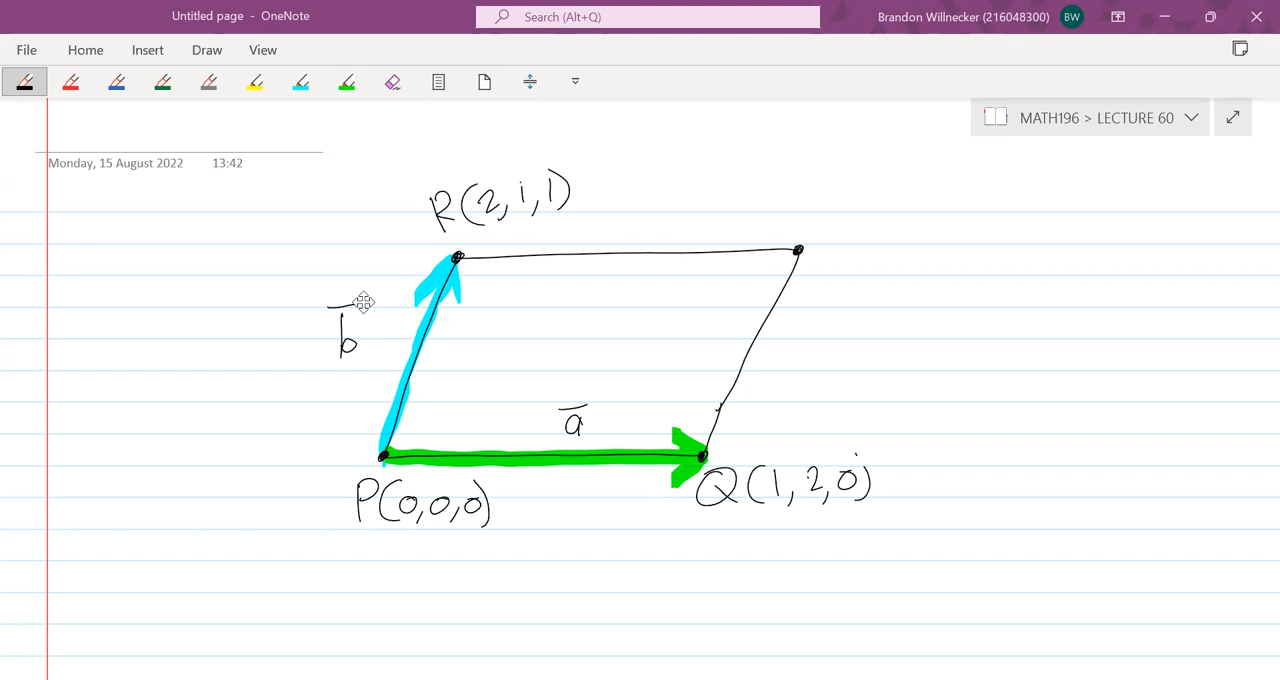 Untitled page - OneNote
Search (Alt+Q)
Brandon Willnecker (216048300)
BW
File Home Insert Draw View
MATH196 > LECTURE 60
Monday, 15 August 2022 13:42
R(2,1,1)
b
a
P(0,0,0)
Q(1,2,0)